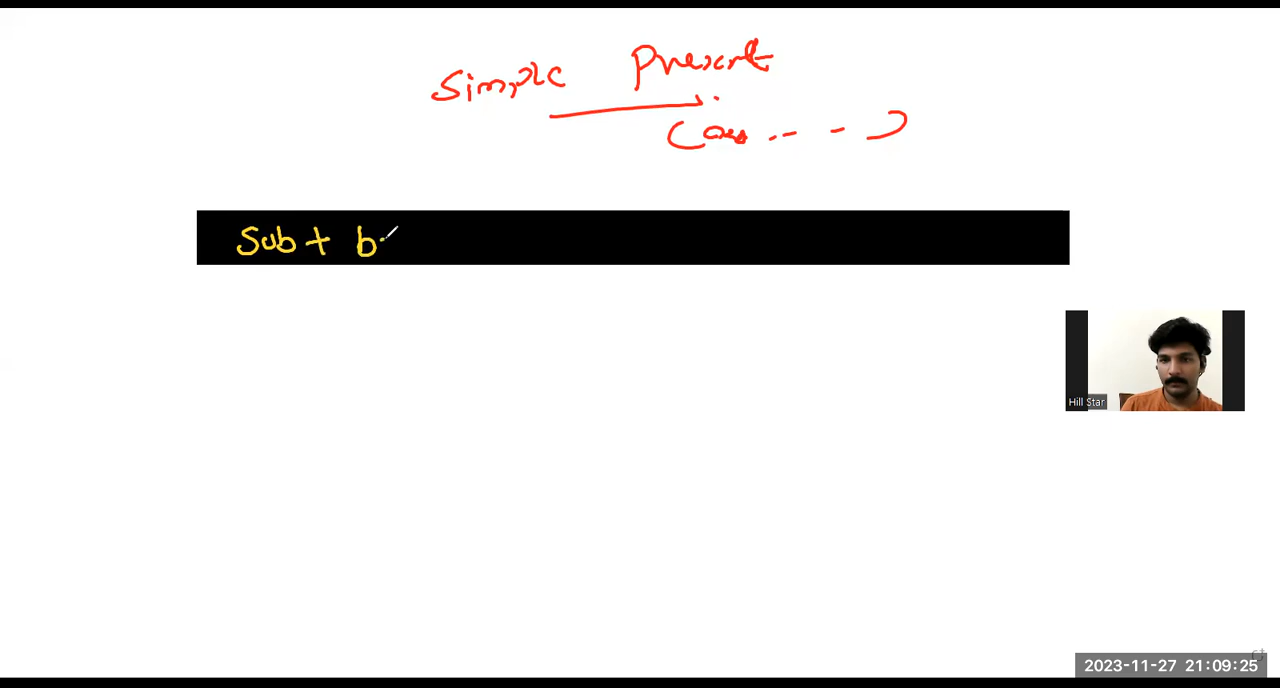 Simple Present
Sub + b
Hill Star
2023-11-27 21:09:25